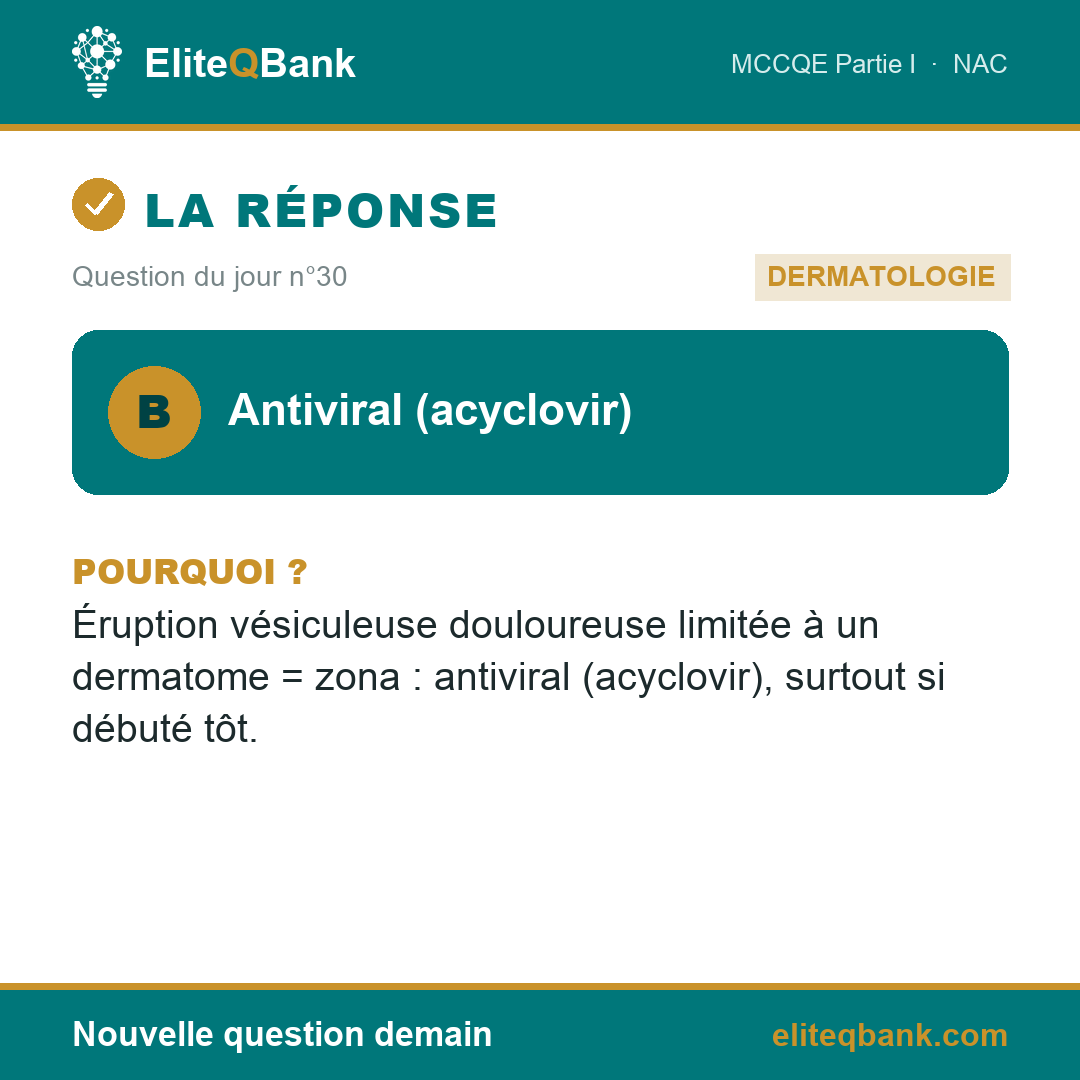 EliteQBank
MCCQE Partie I · NAC
LA RÉPONSE
Question du jour n°30
DERMATOLOGIE
B
Antiviral (acyclovir)
POURQUOI ?
Éruption vésiculeuse douloureuse limitée à un
dermatome = zona : antiviral (acyclovir), surtout si
débuté tôt.
Nouvelle question demain
eliteqbank.com